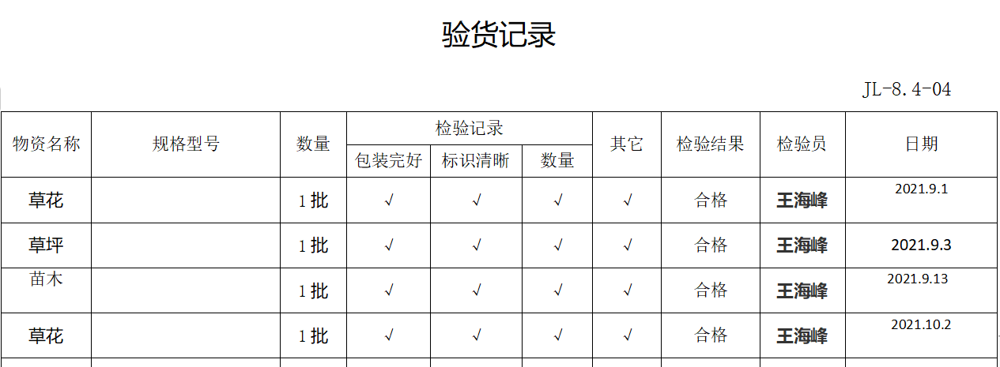 验货记录
JL-8.4-04
物资名称 规格型号 数量 检验记录 其它 检验结果 检验员 日期
包装完好 标识清晰 数量
草花 1批 √ √ √ √ 合格 王海峰 2021.9.1
草坪 1批 √ √ √ √ 合格 王海峰 2021.9.3
苗木 1批 √ √ √ √ 合格 王海峰 2021.9.13
草花 1批 √ √ √ √ 合格 王海峰 2021.10.2